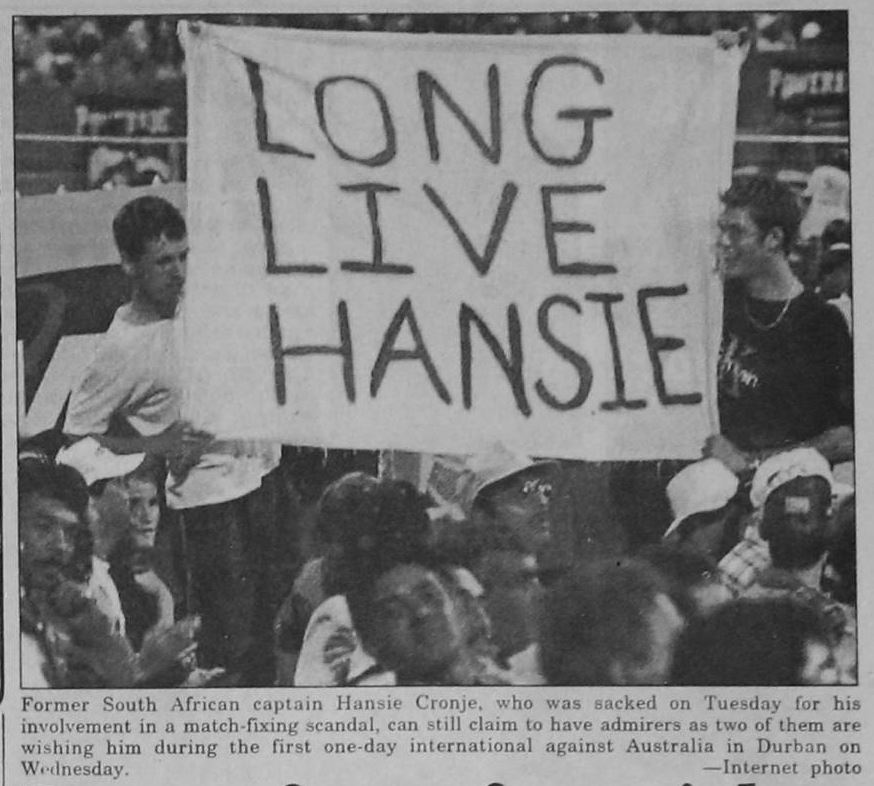 LONG
LIVE
HANSIE
Former South African captain Hansie Cronje, who was sacked on Tuesday for his
involvement in a match-fixing scandal, can still claim to have admirers as two of them are
wishing him during the first one-day international against Australia in Durban on
Wednesday.
—Internet photo